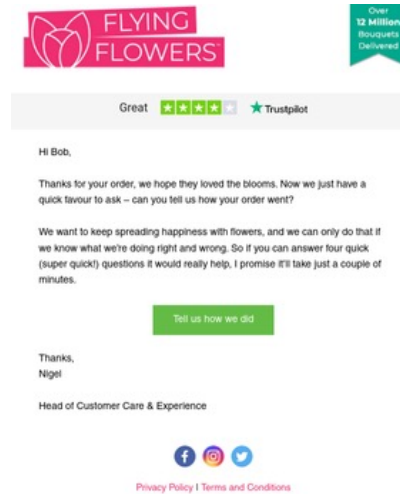 FLYING
FLOWERS
Over
12 Million
Bouquets
Delivered
Great
Trustpilot
Hi Bob,
Thanks for your order, we hope they loved the blooms. Now we just have a
quick favour to ask – can you tell us how your order went?
We want to keep spreading happiness with flowers, and we can only do that if
we know what we're doing right and wrong. So if you can answer four quick
(super quick!) questions it would really help, I promise it'll take just a couple of
minutes.
Tell us how we did
Thanks,
Nigel
Head of Customer Care & Experience
Privacy Policy I Terms and Conditions